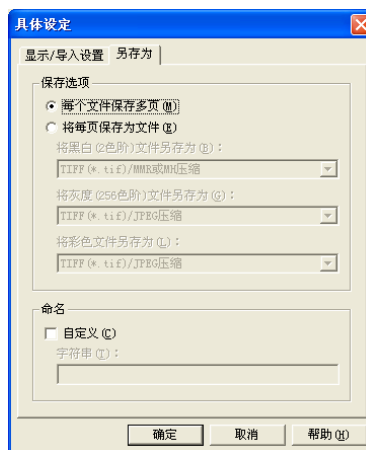 具体设定
显示/导入设置 另存为
保存选项
每个文件保存多页(M)
将每页保存为文件(E)
将黑白(2色阶)文件另存为(B):
TIFF(*.tif)/MMR或MH压缩
将灰度(256色阶)文件另存为(G):
TIFF(*.tif)/JPEG压缩
将彩色文件另存为(L):
TIFF(*.tif)/JPEG压缩
命名
自定义(C)
字符串(T):
确定 取消 帮助(H)